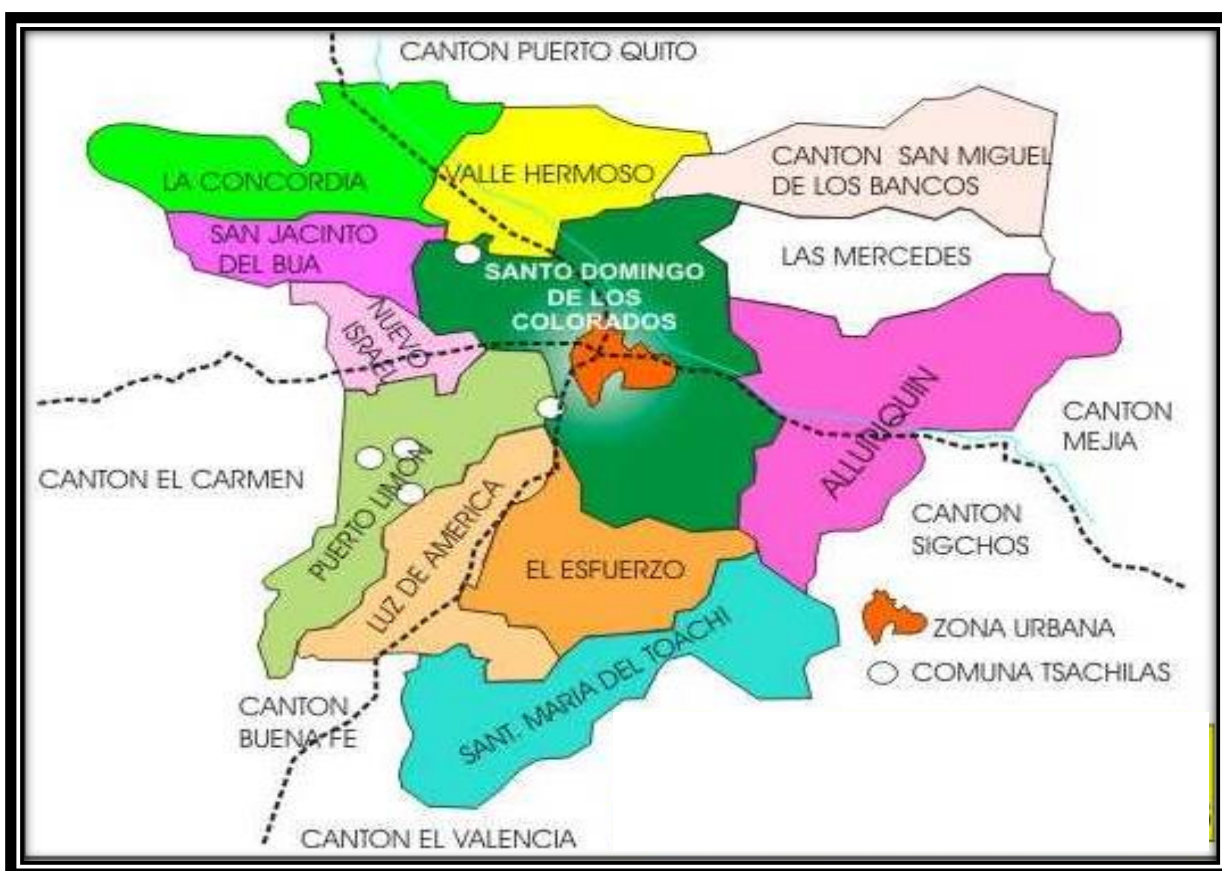 CANTON PUERTO QUITO
LA CONCORDIA
VALLE HERMOSO
CANTON SAN MIGUEL
DE LOS BANCOS
SAN JACINTO
DEL BUA
LAS MERCEDES
SANTO DOMINGO
DE LOS
COLORADOS
NUEVO
ISRAEL
ALLURIQUIN
CANTON
MEJIA
CANTON EL CARMEN
PUERTO LIMON
LUZ DE AMERICA
EL ESFUERZO
CANTON
SIGCHOS
ZONA URBANA
COMUNA TSACHILAS
SANT. MARIA DEL TOACHI
CANTON
BUENA FE
CANTON EL VALENCIA